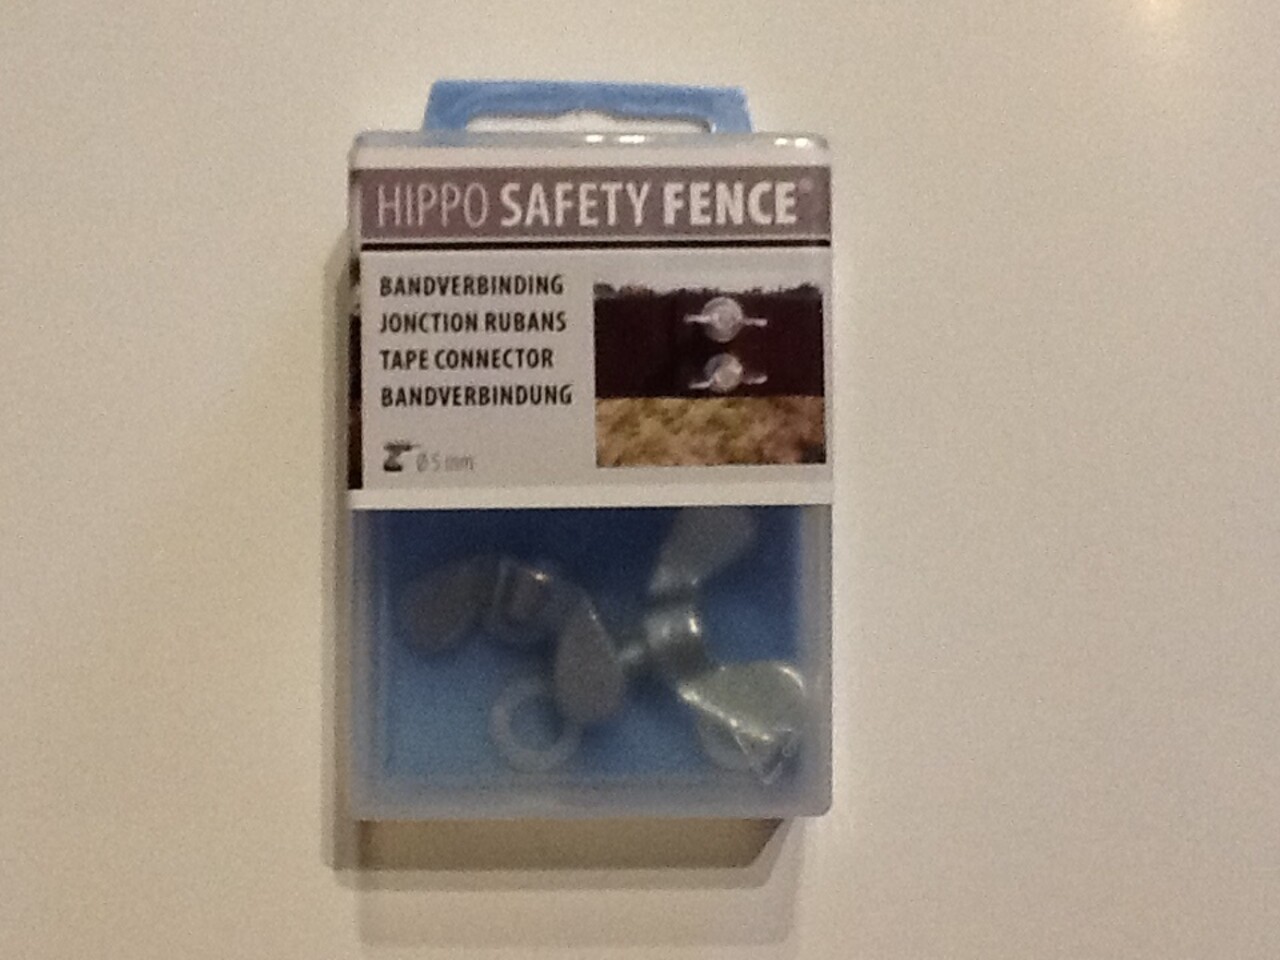 HIPPO SAFETY FENCE®
BANDVERBINDING
JONCTION RUBANS
TAPE CONNECTOR
BANDVERBINDUNG
Ø 5 mm